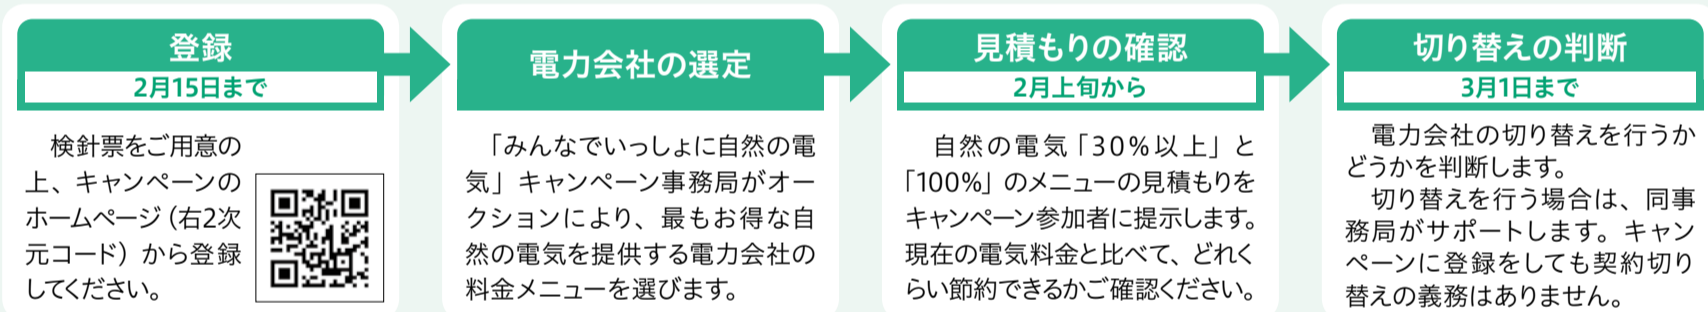 登録
2月15日まで
検針票をご用意の
上、キャンペーンの
ホームページ（右2次
元コード）から登録
してください。
電力会社の選定
「みんなでいっしょに自然の電
気」キャンペーン事務局がオー
クションにより、最もお得な自
然の電気を提供する電力会社の
料金メニューを選びます。
見積もりの確認
2月上旬から
自然の電気「30%以上」と
「100%」のメニューの見積もりを
キャンペーン参加者に提示します。
現在の電気料金と比べて、どれく
らい節約できるかご確認ください。
切り替えの判断
3月1日まで
電力会社の切り替えを行うか
どうかを判断します。
切り替えを行う場合は、同事
務局がサポートします。キャン
ペーンに登録をしても契約切り
替えの義務はありません。